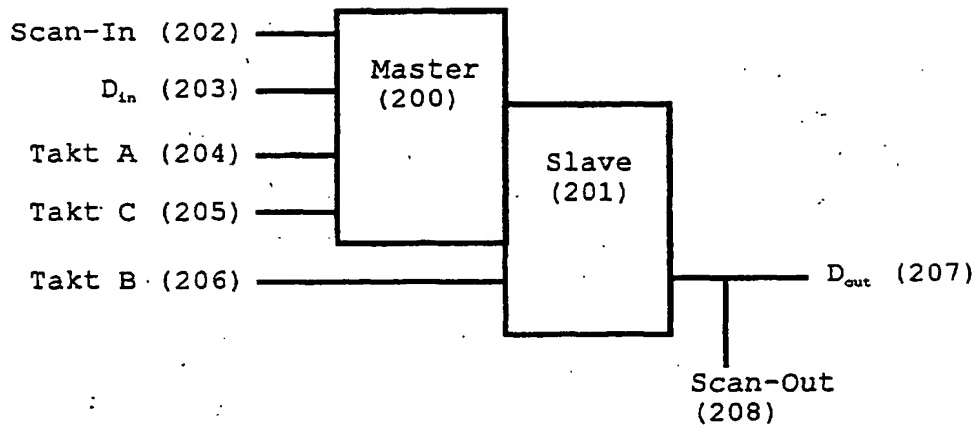 Scan-In (202)
Din (203)
Takt A (204)
Takt C (205)
Takt B (206)
Master
(200)
Slave
(201)
Dout (207)
Scan-Out
(208)